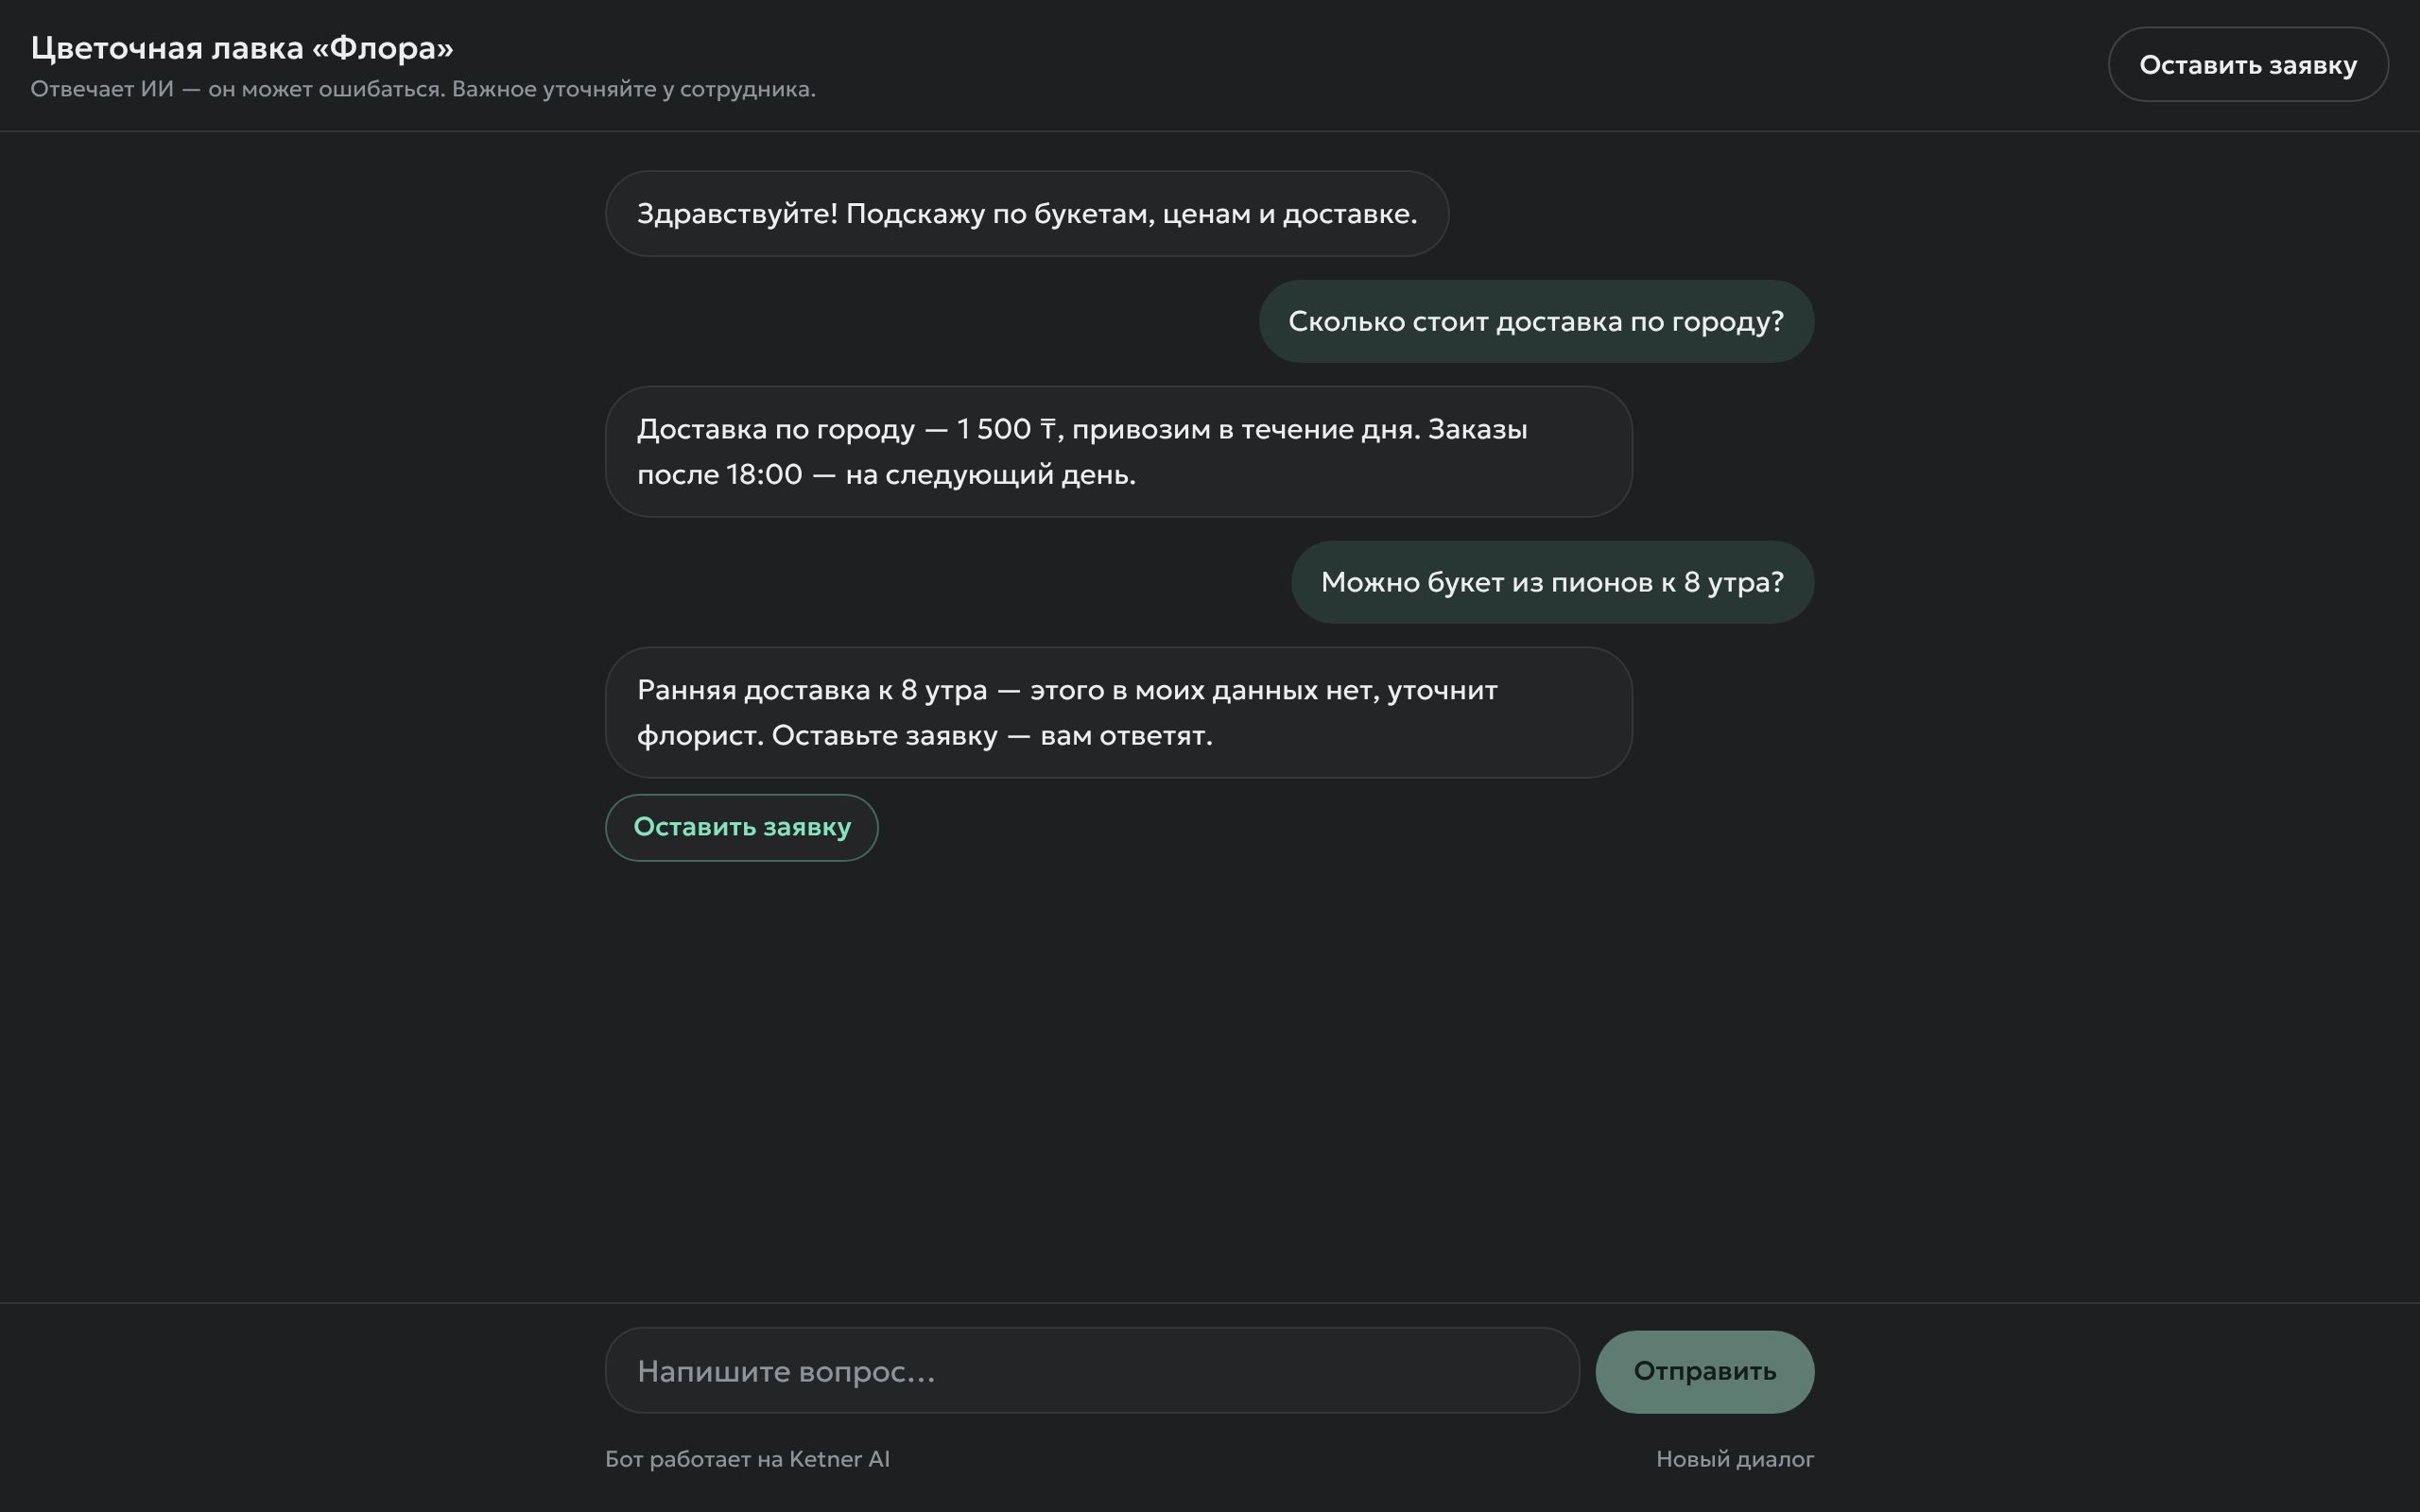 Цветочная лавка «Флора»
Отвечает ИИ — он может ошибаться. Важное уточняйте у сотрудника.
Оставить заявку
Здравствуйте! Подскажу по букетам, ценам и доставке.
Сколько стоит доставка по городу?
Доставка по городу — 1 500 ₸, привозим в течение дня. Заказы
после 18:00 — на следующий день.
Можно букет из пионов к 8 утра?
Ранняя доставка к 8 утра — этого в моих данных нет, уточнит
флорист. Оставьте заявку — вам ответят.
Оставить заявку
Напишите вопрос...
Отправить
Бот работает на Ketner AI
Новый диалог